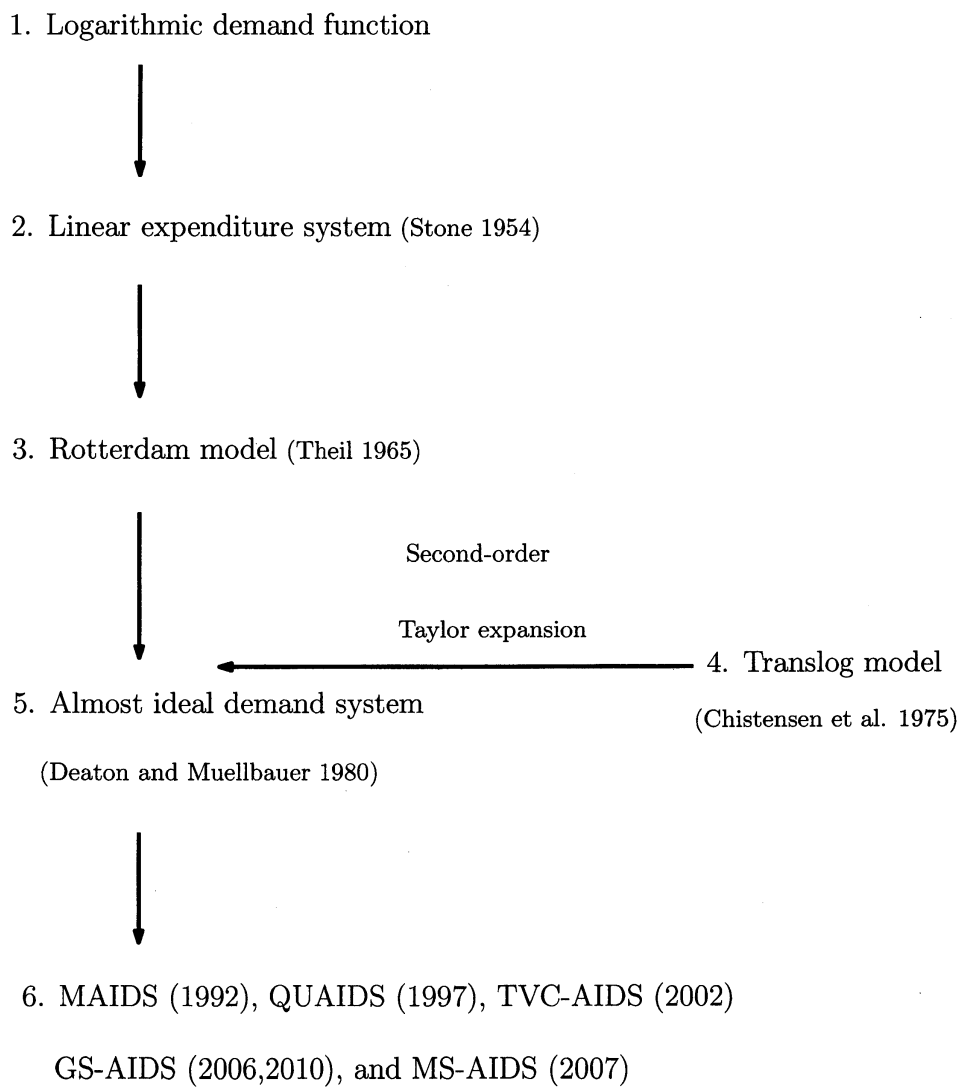 1. Logarithmic demand function
2. Linear expenditure system (Stone 1954)
3. Rotterdam model (Theil 1965)
Second-order
Taylor expansion
4. Translog model
(Chistensen et al. 1975)
5. Almost ideal demand system
(Deaton and Muellbauer 1980)
6. MAIDS (1992), QUAIDS (1997), TVC-AIDS (2002)
GS-AIDS (2006,2010), and MS-AIDS (2007)